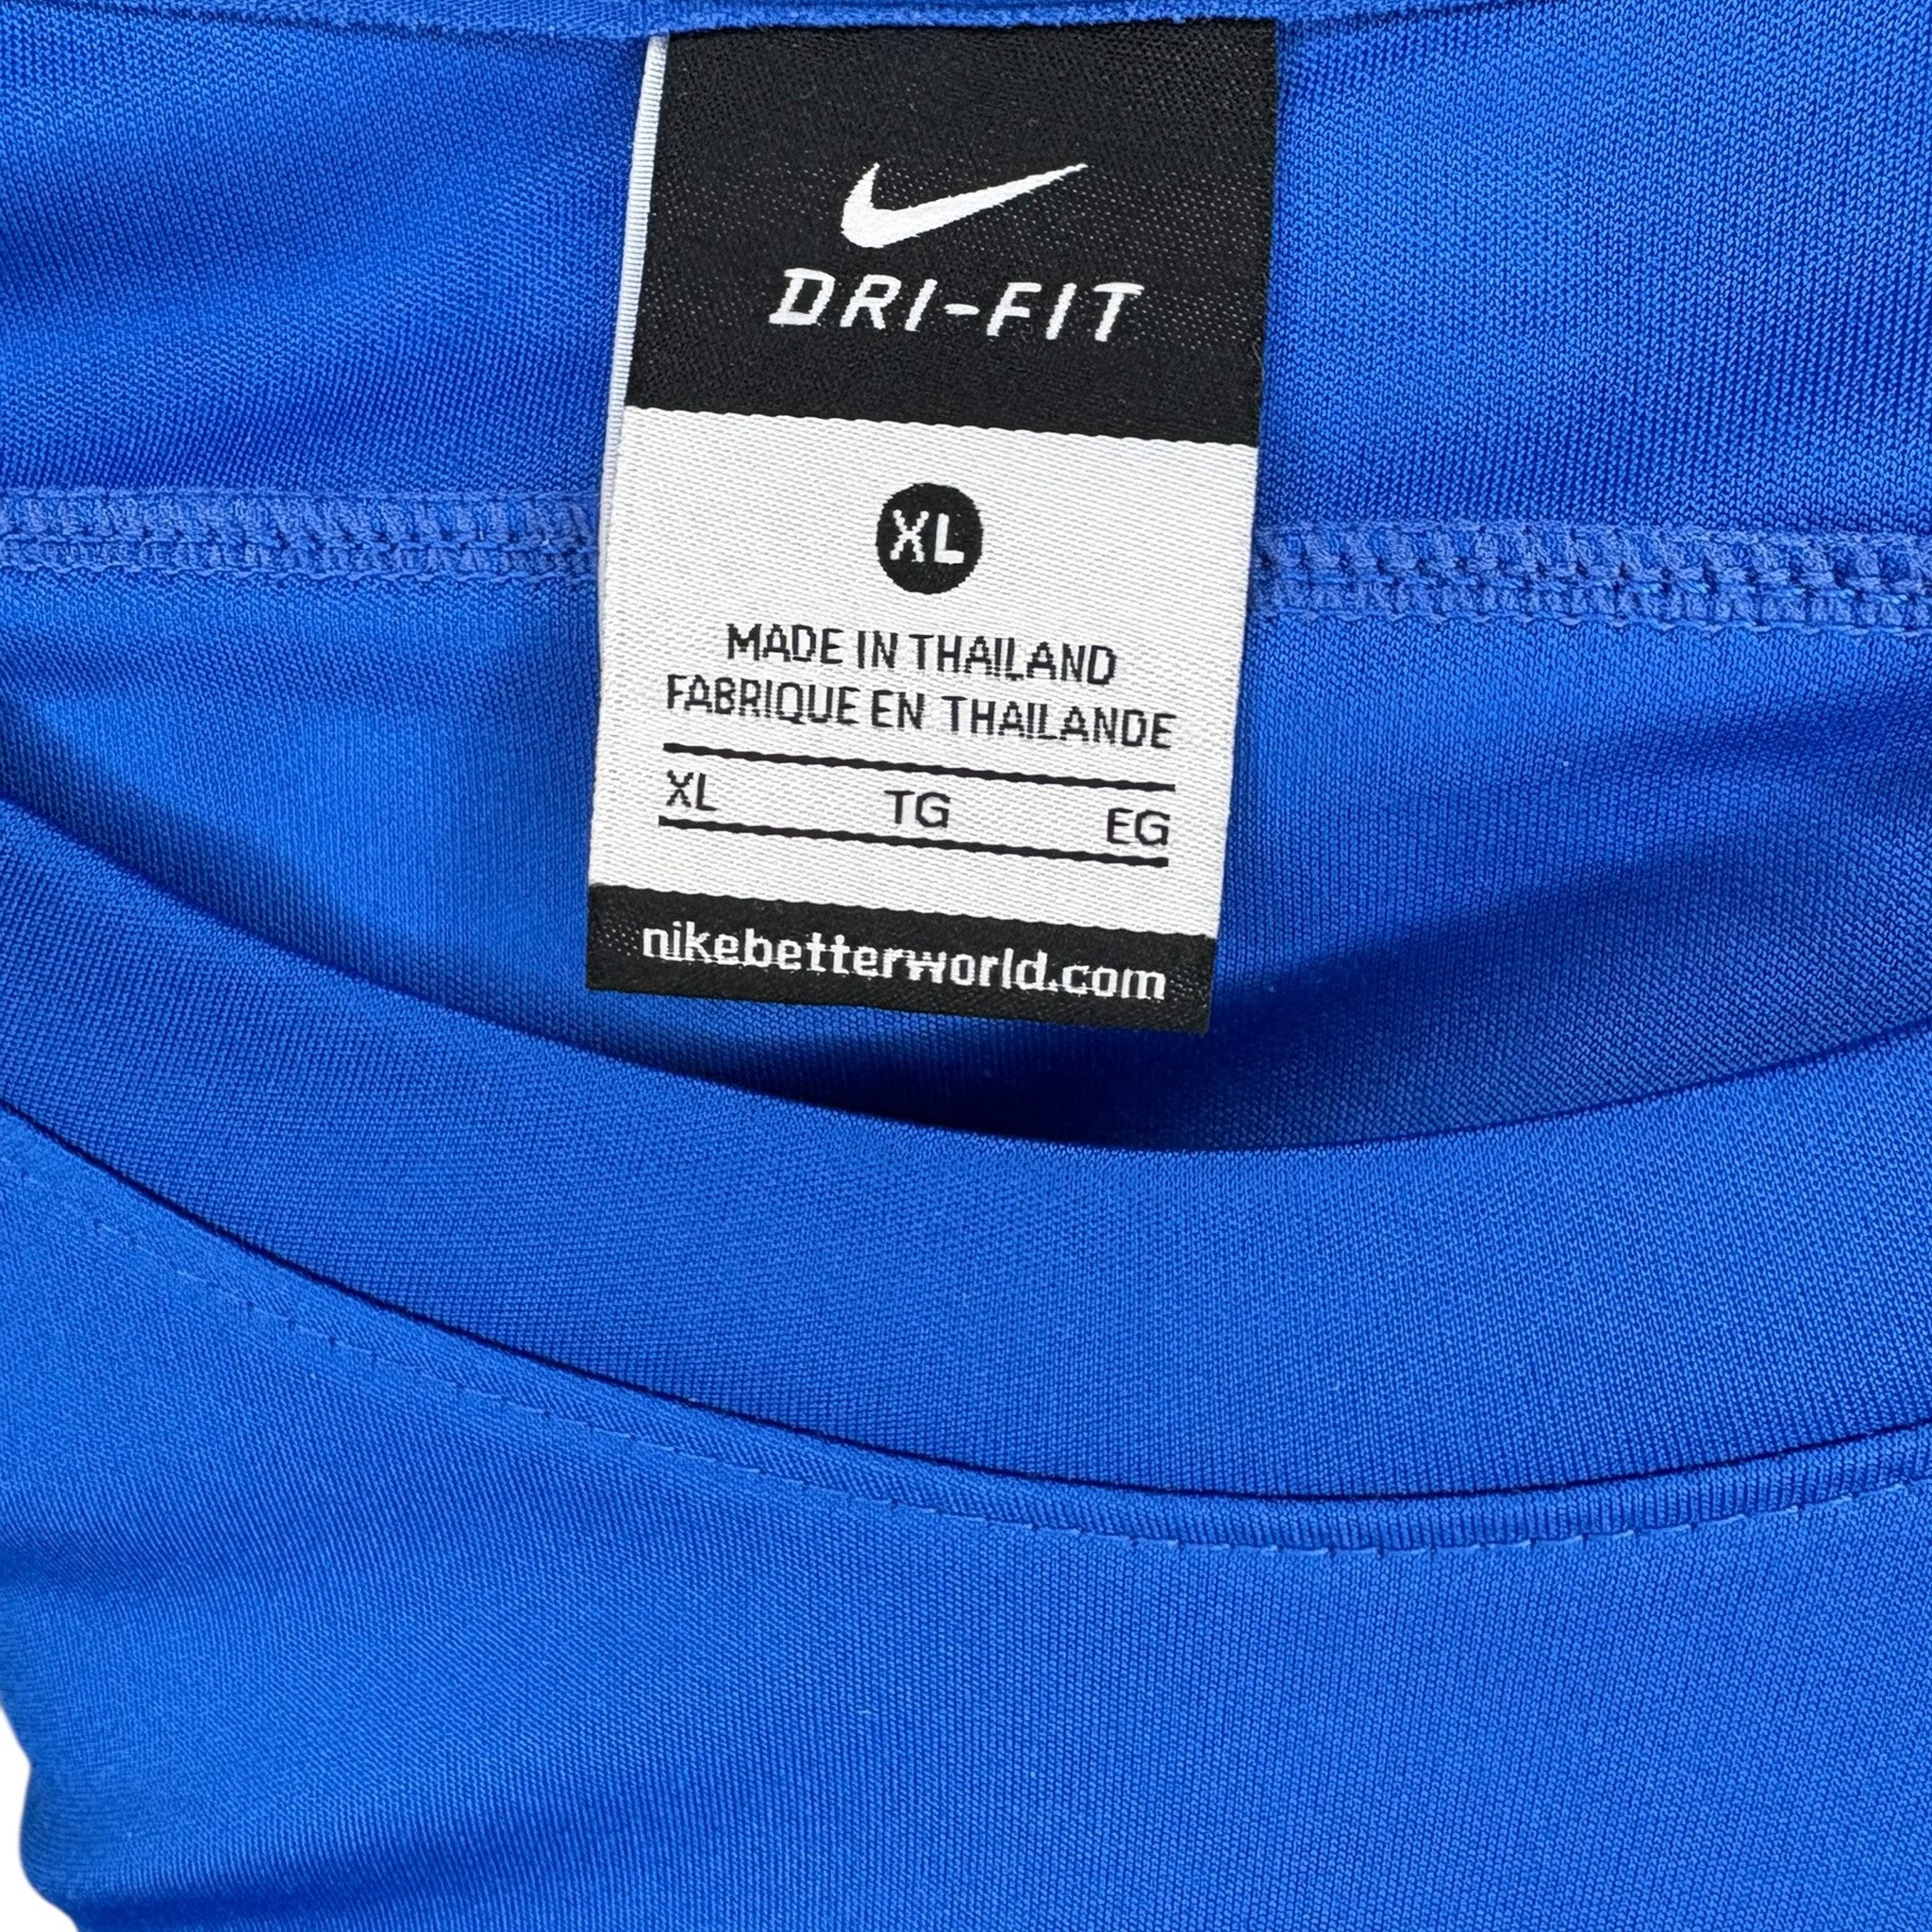 DRI-FIT
XL
MADE IN THAILAND
FABRIQUE EN THAILANDE
XL TG EG
nikebetterworld.com